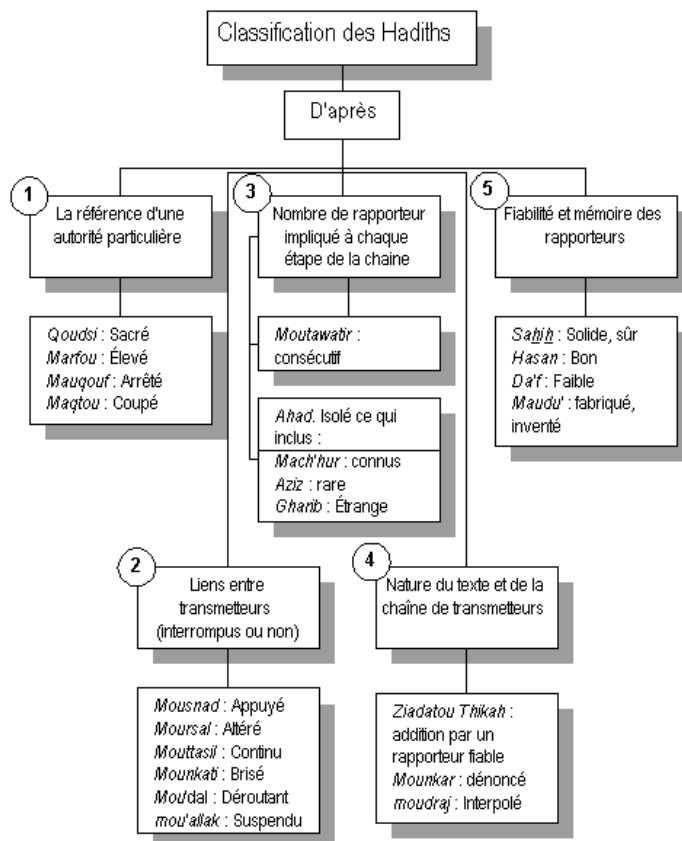 Classification des Hadiths
D'après
1
La référence d'une
autorité particulière
Qoudsi : Sacré
Marfou : Élevé
Mauqouf : Arrêté
Maqtou : Coupé
2
Liens entre
transmetteurs
(interrompus ou non)
Mousnad : Appuyé
Moursal : Altéré
Mouttasil : Continu
Mounkati : Brisé
Mou'dal : Déroutant
mou'allak : Suspendu
3
Nombre de rapporteur
impliqué à chaque
étape de la chaine
Moutawatir :
consécutif
Ahad. Isolé ce qui
inclus :
Mach'hur : connus
Aziz : rare
Gharib : Étrange
4
Nature du texte et de la
chaîne de transmetteurs
Ziadatou Thikah :
addition par un
rapporteur fiable
Mounkar : dénoncé
moudraj : Interpolé
5
Fiabilité et mémoire des
rapporteurs
Sahih : Solide, sûr
Hasan : Bon
Da'f : Faible
Maudu' : fabriqué,
inventé